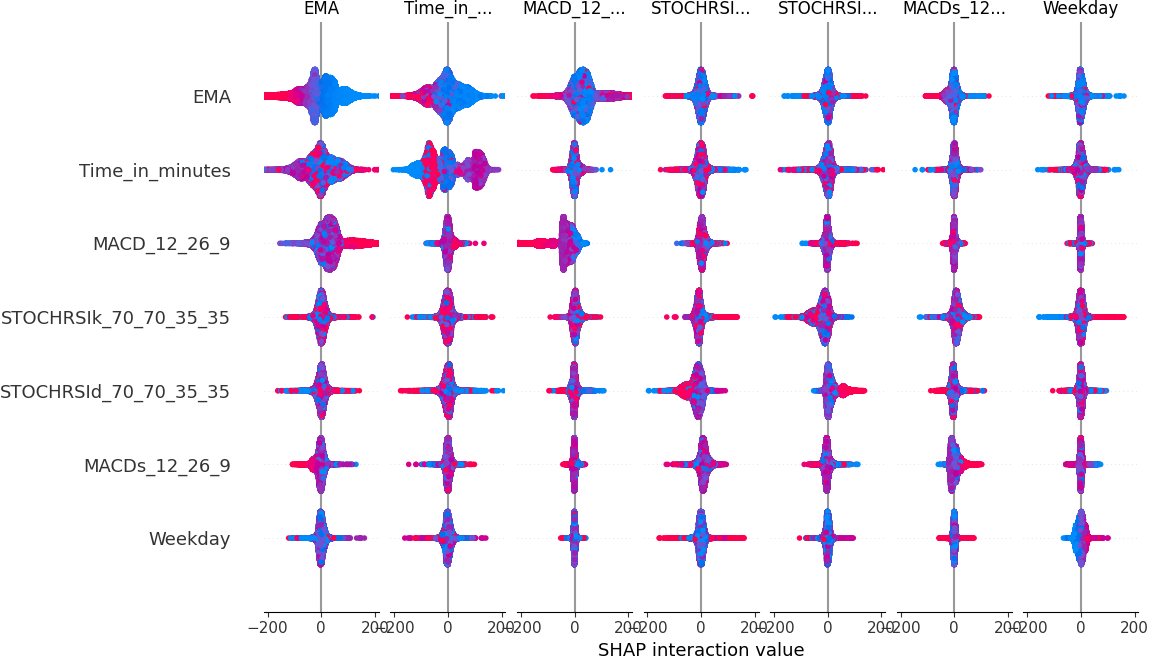 EMA Time_in_... MACD_12_... STOCHRSI... STOCHRSI... MACDs_12... Weekday
EMA
Time_in_minutes
MACD_12_26_9
STOCHRSIk_70_70_35_35
STOCHRSId_70_70_35_35
MACDs_12_26_9
Weekday
−200 0 200 −200 0 200 −200 0 200 −200 0 200 −200 0 200 −200 0 200 −200 0 200
SHAP interaction value